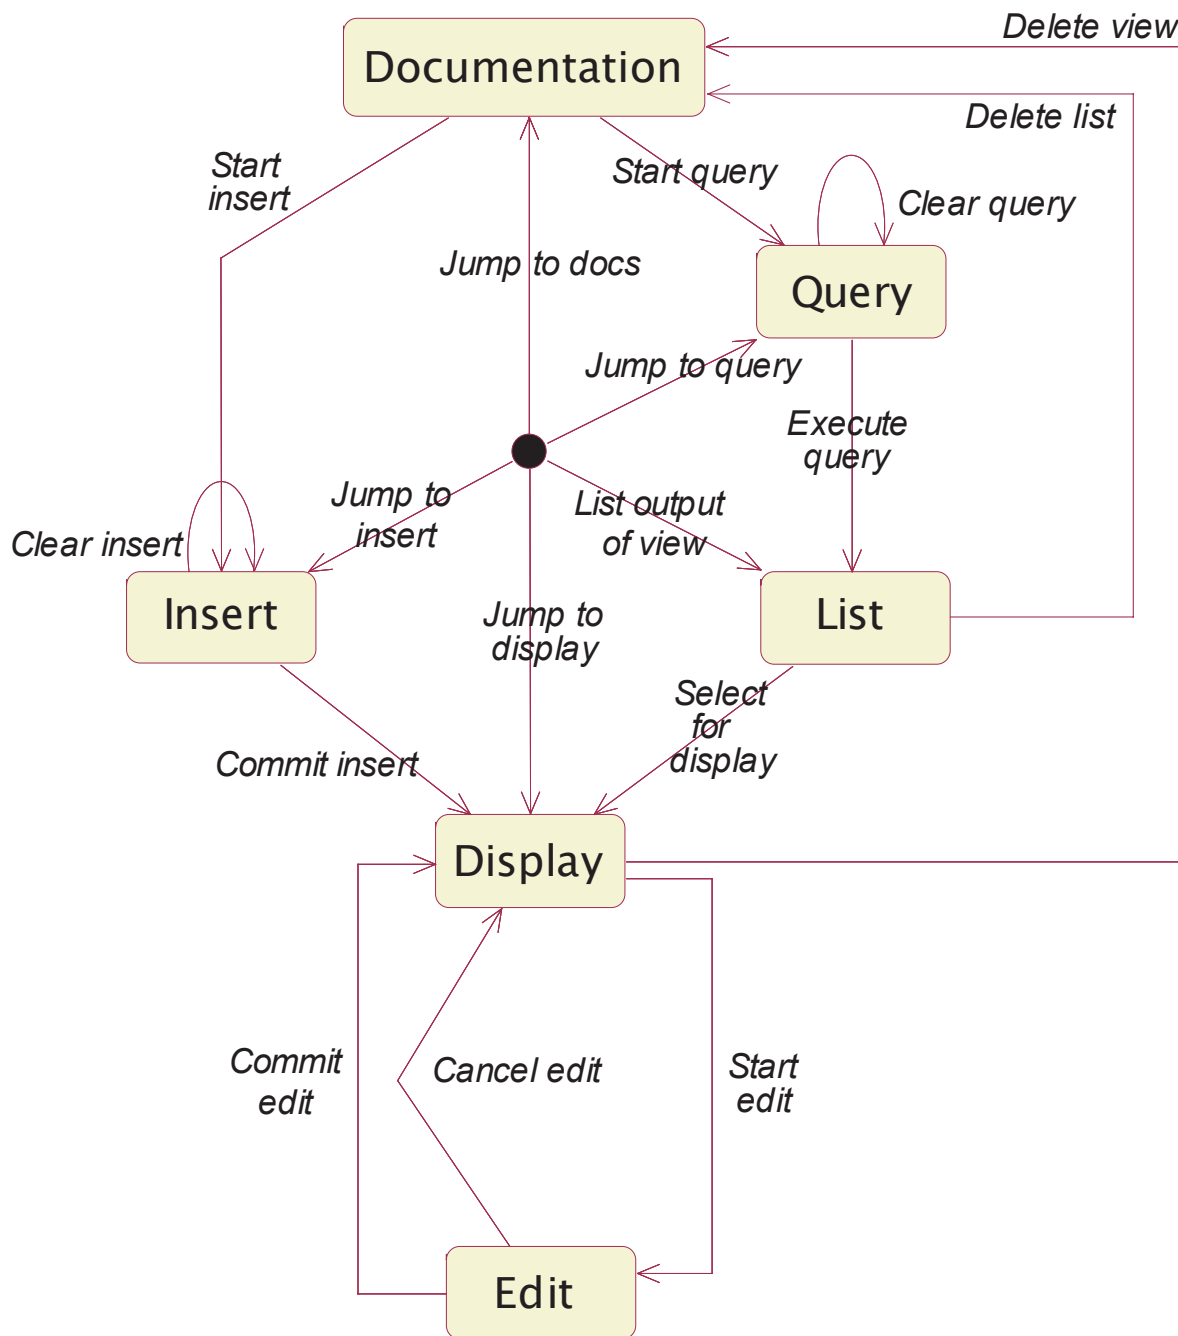 Delete view
Documentation
Delete list
Start
insert
Start query
Clear query
Jump to docs
Query
Jump to query
Execute
query
Jump to
insert
List output
of view
Clear insert
Insert
Jump to
display
List
Select
for
display
Commit insert
Display
Commit
edit
Cancel edit
Start
edit
Edit